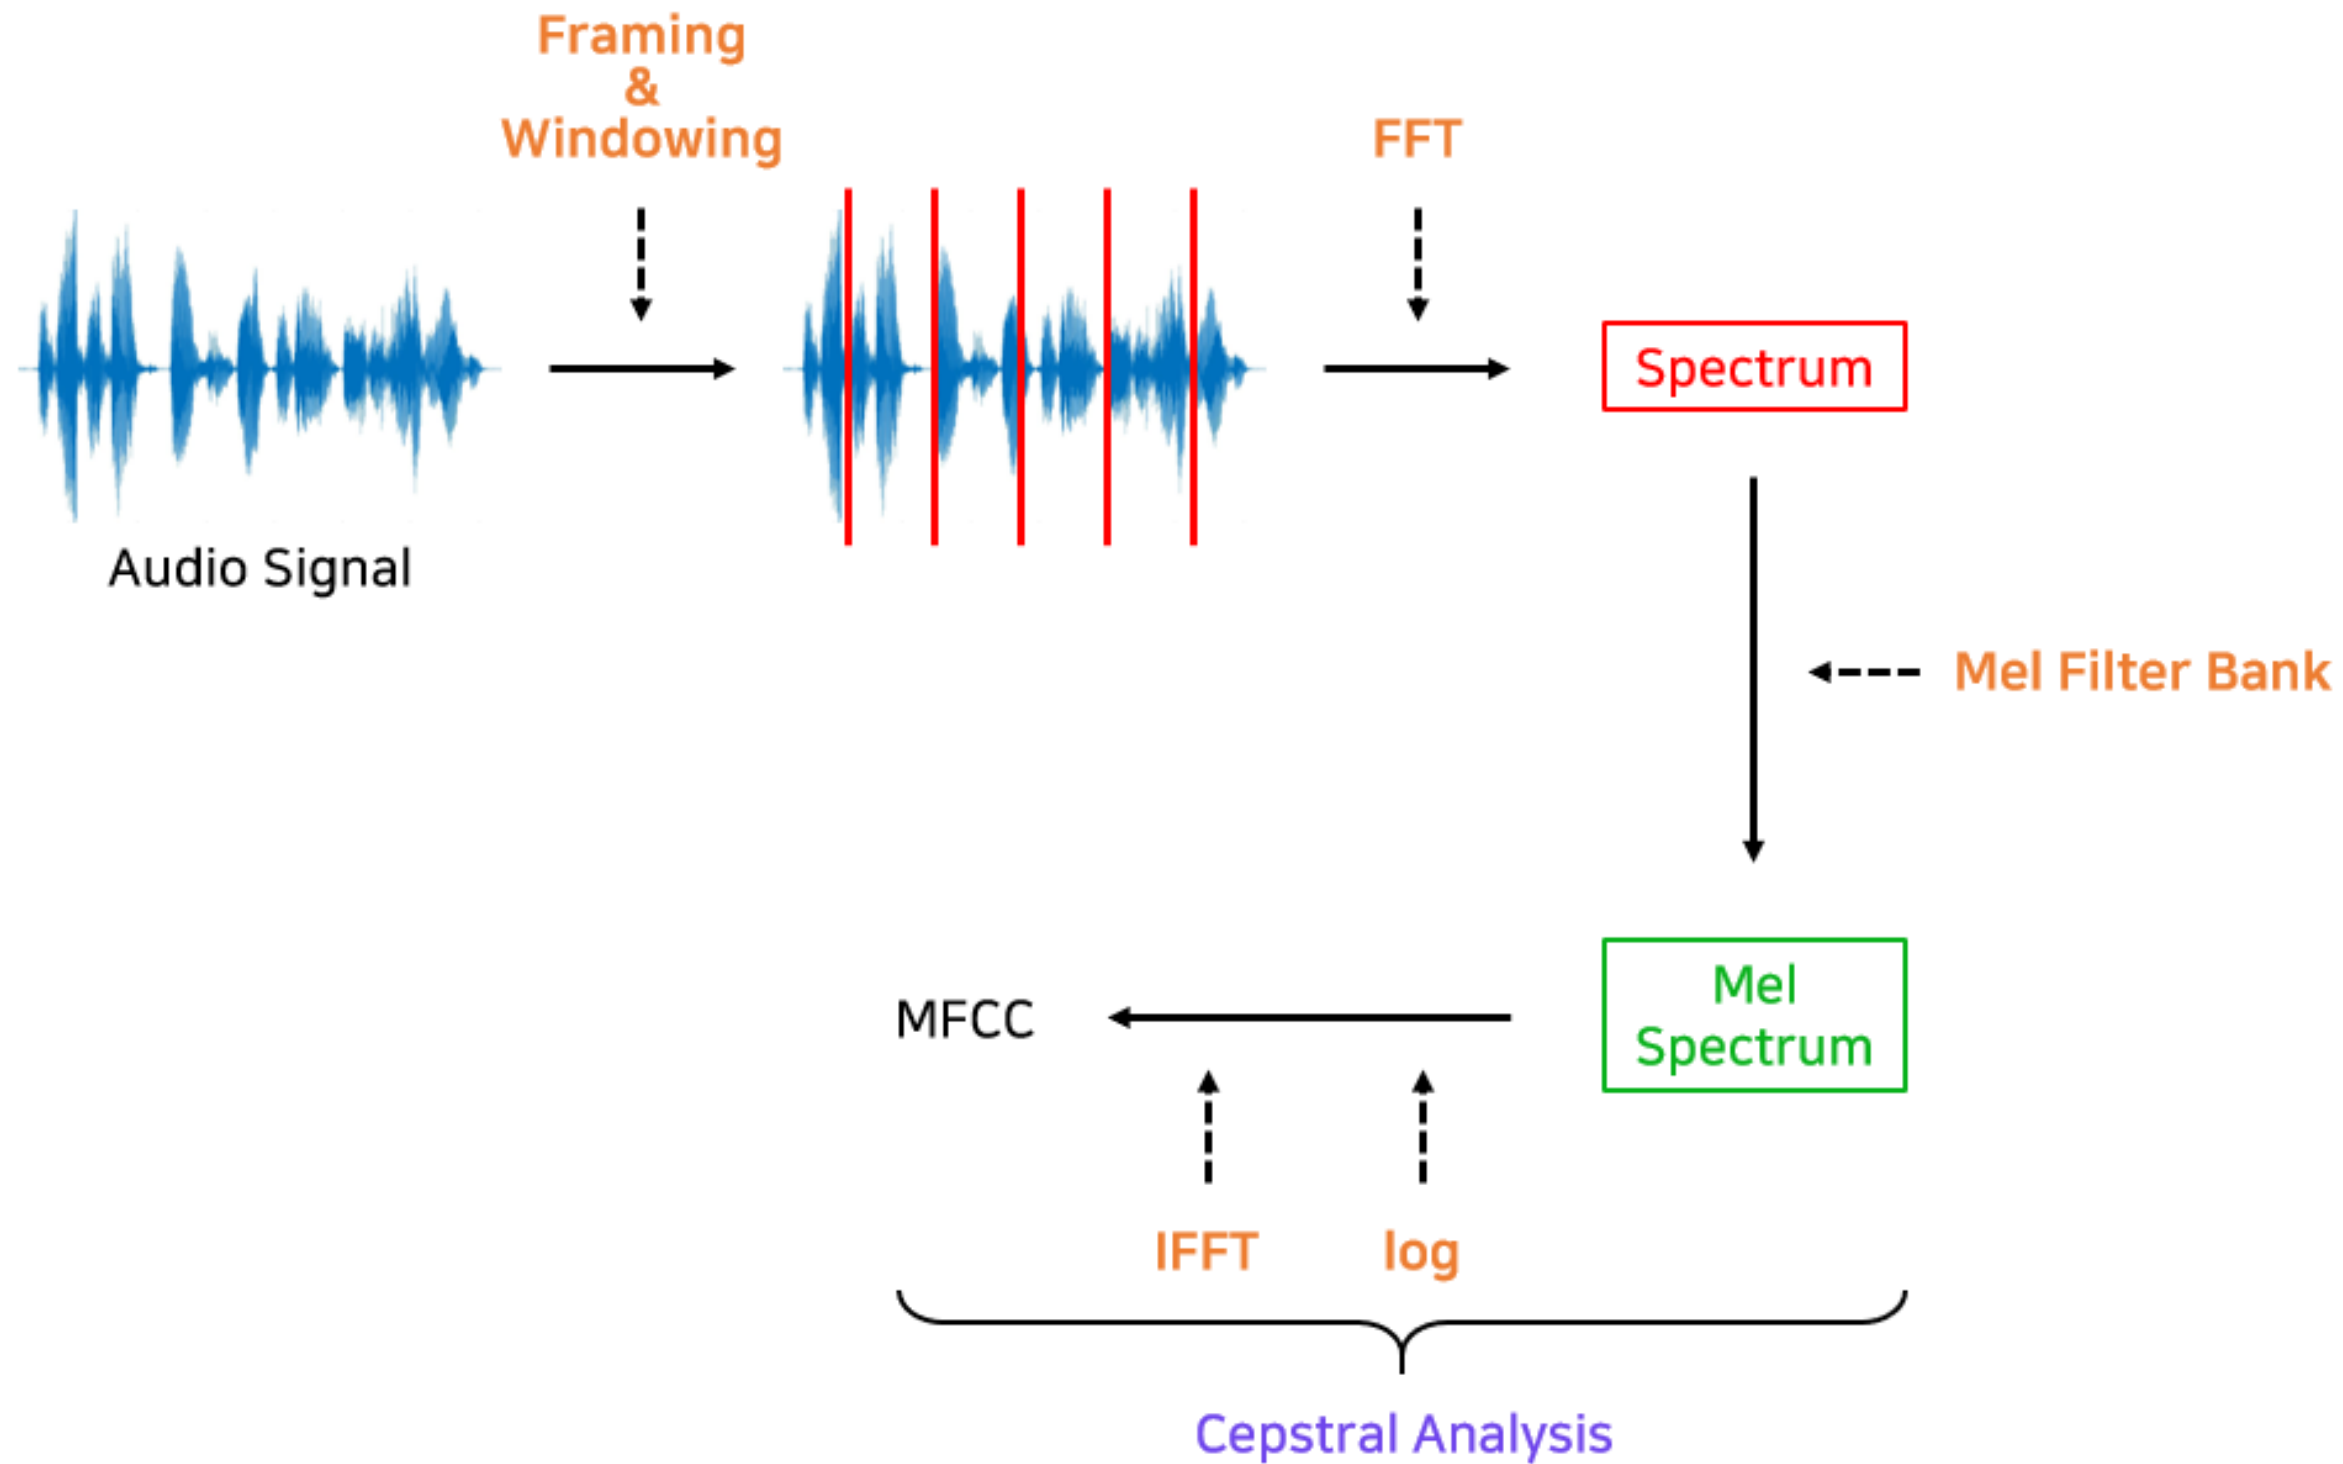 Framing
&
Windowing
FFT
Spectrum
Audio Signal
Mel Filter Bank
Mel
Spectrum
MFCC
IFFT
log
Cepstral Analysis